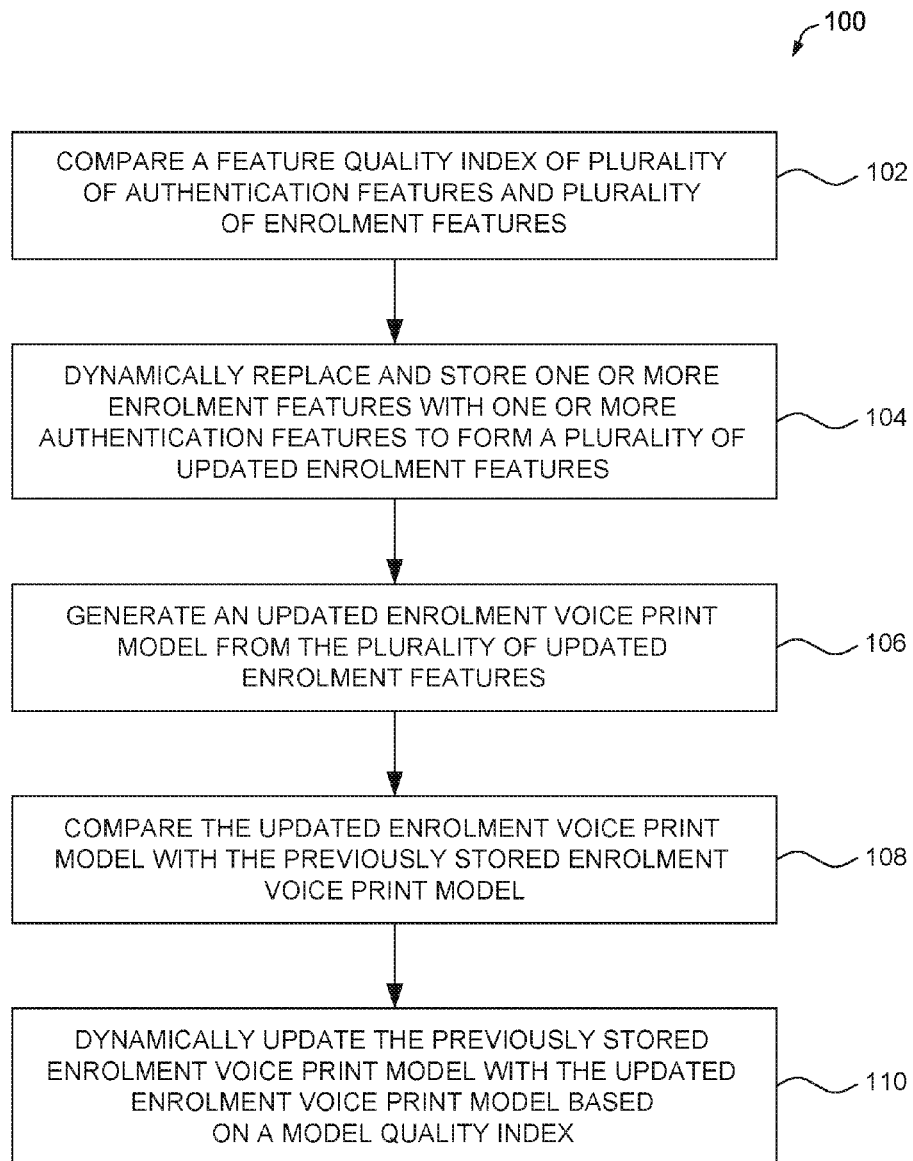 100
COMPARE A FEATURE QUALITY INDEX OF PLURALITY
OF AUTHENTICATION FEATURES AND PLURALITY
OF ENROLMENT FEATURES
102
DYNAMICALLY REPLACE AND STORE ONE OR MORE
ENROLMENT FEATURES WITH ONE OR MORE
AUTHENTICATION FEATURES TO FORM A PLURALITY OF
UPDATED ENROLMENT FEATURES
104
GENERATE AN UPDATED ENROLMENT VOICE PRINT
MODEL FROM THE PLURALITY OF UPDATED
ENROLMENT FEATURES
106
COMPARE THE UPDATED ENROLMENT VOICE PRINT
MODEL WITH THE PREVIOUSLY STORED ENROLMENT
VOICE PRINT MODEL
108
DYNAMICALLY UPDATE THE PREVIOUSLY STORED
ENROLMENT VOICE PRINT MODEL WITH THE UPDATED
ENROLMENT VOICE PRINT MODEL BASED
ON A MODEL QUALITY INDEX
110